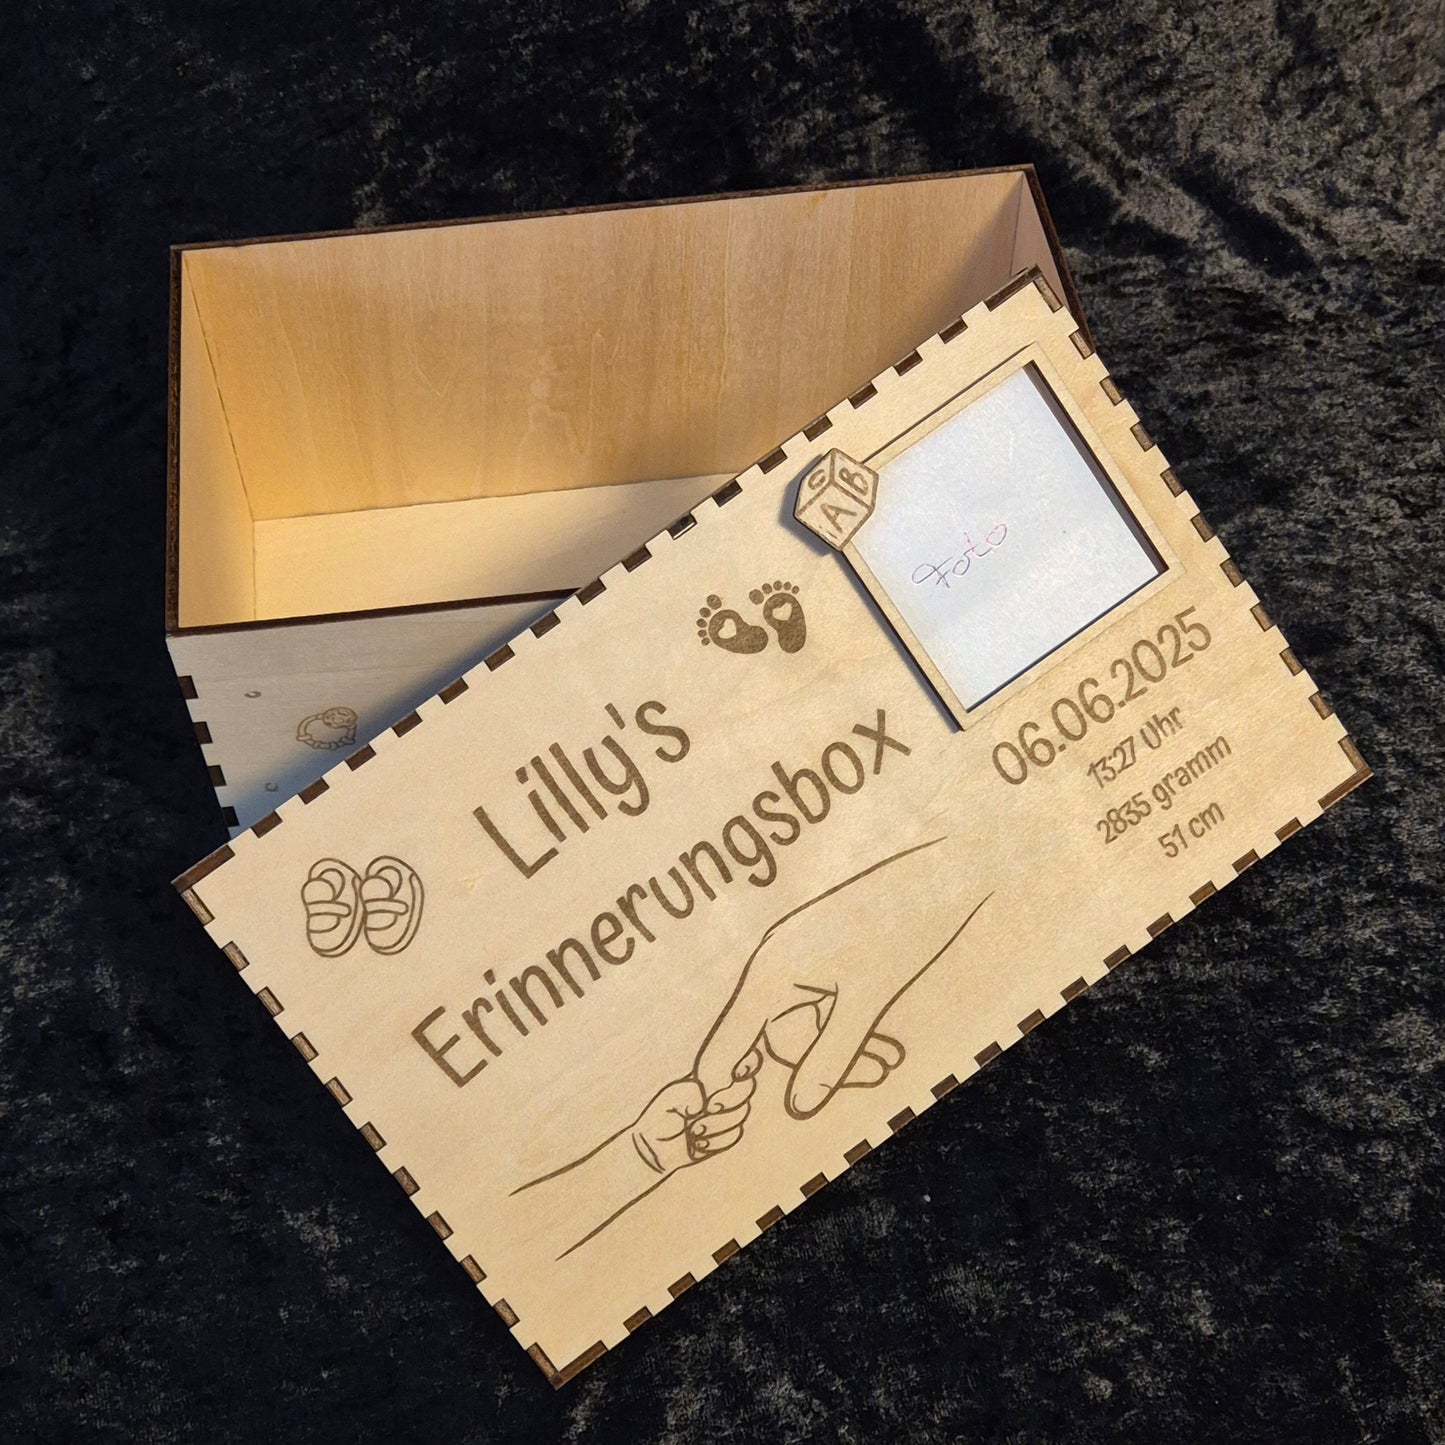 C
A B
Foto
Lilly's
Erinnerungsbox
06.06.2025
13:27 Uhr
2835 gramm
51 cm